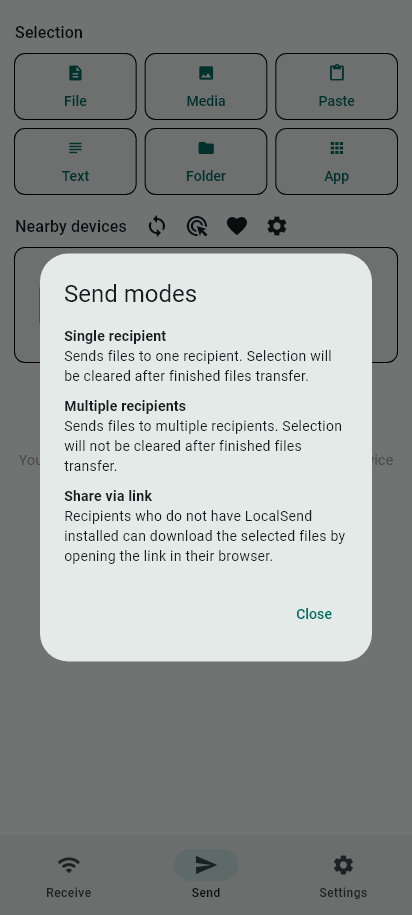 Selection
File
Media
Paste
Text
Folder
App
Nearby devices
Send modes
Single recipient
Sends files to one recipient. Selection will
be cleared after finished files transfer.
Multiple recipients
Sends files to multiple recipients. Selection
will not be cleared after finished files
transfer.
Share via link
Recipients who do not have LocalSend
installed can download the selected files by
opening the link in their browser.
Close
Receive
Send
Settings